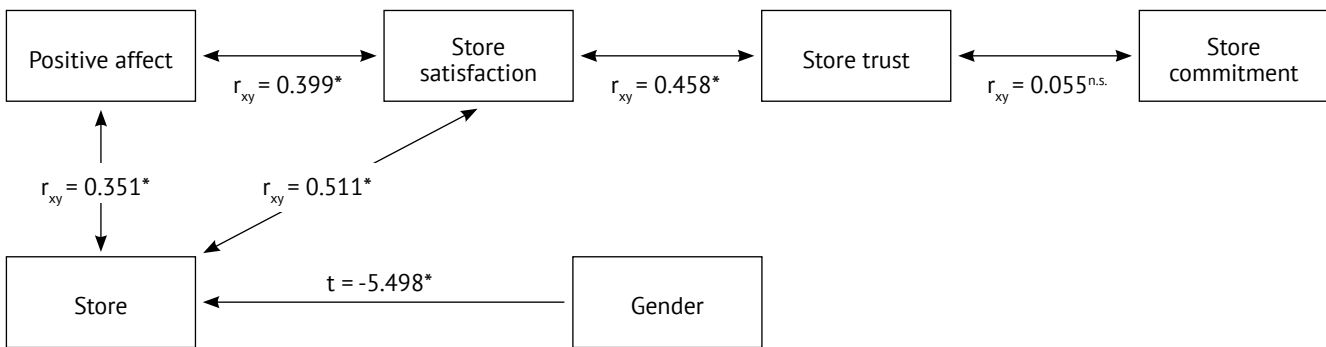 Positive affect
Store
satisfaction
Store trust
Store
commitment
r_xy = 0.399*
r_xy = 0.458*
r_xy = 0.055^n.s.
r_xy = 0.351*
r_xy = 0.511*
Store
t = -5.498*
Gender